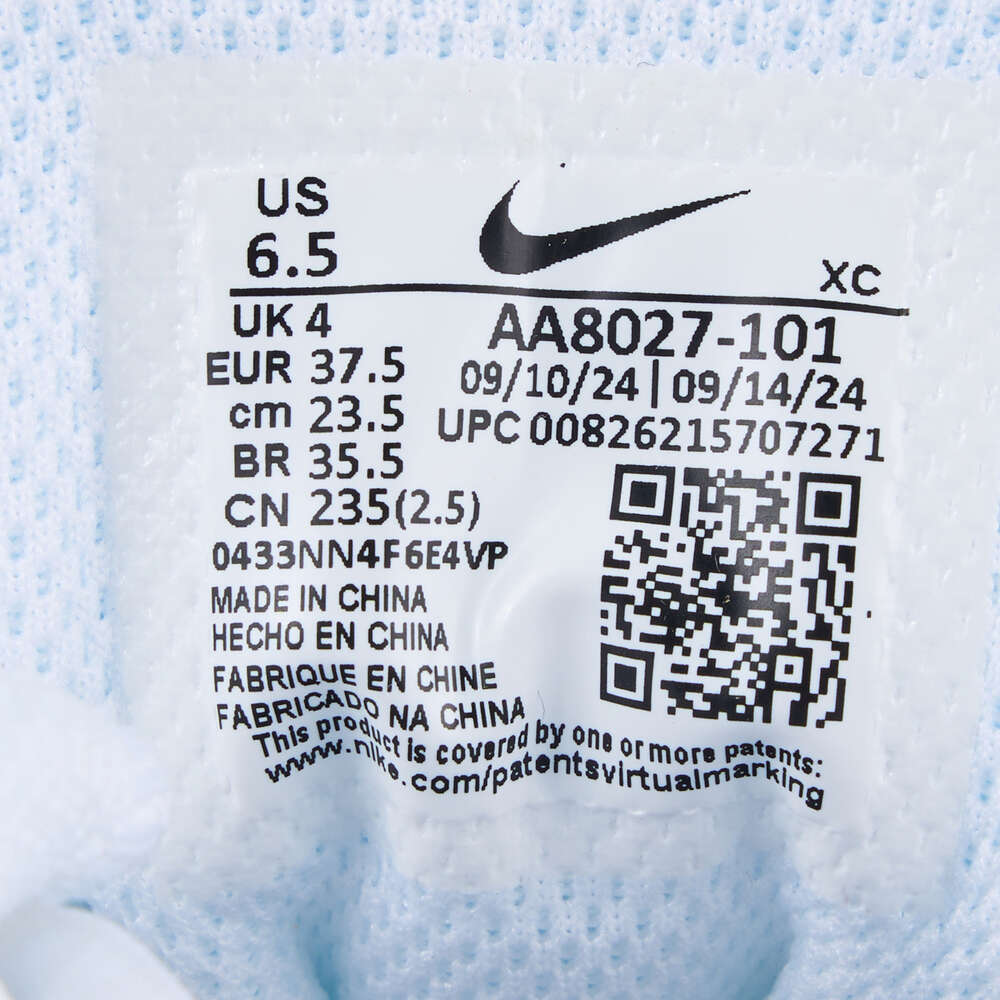 US
6.5
XC
UK 4
EUR 37.5
cm 23.5
BR 35.5
CN 235(2.5)
AA8027-101
09/10/24 | 09/14/24
UPC 00826215707271
0433NN4F6E4VP
MADE IN CHINA
HECHO EN CHINA
FABRIQUE EN CHINE
FABRICADO NA CHINA
This product is covered by one or more patents:
www.nike.com/patentsvirtualmarking